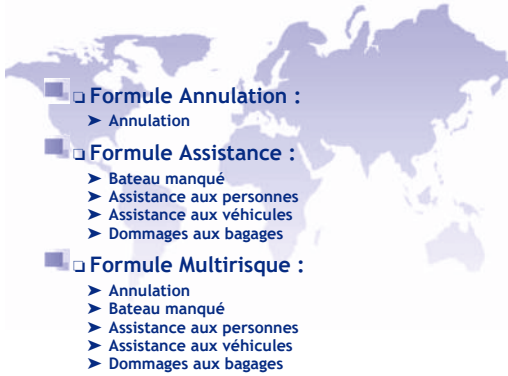 ❑ Formule Annulation :
➤ Annulation
❑ Formule Assistance :
➤ Bateau manqué
➤ Assistance aux personnes
➤ Assistance aux véhicules
➤ Dommages aux bagages
❑ Formule Multirisque :
➤ Annulation
➤ Bateau manqué
➤ Assistance aux personnes
➤ Assistance aux véhicules
➤ Dommages aux bagages